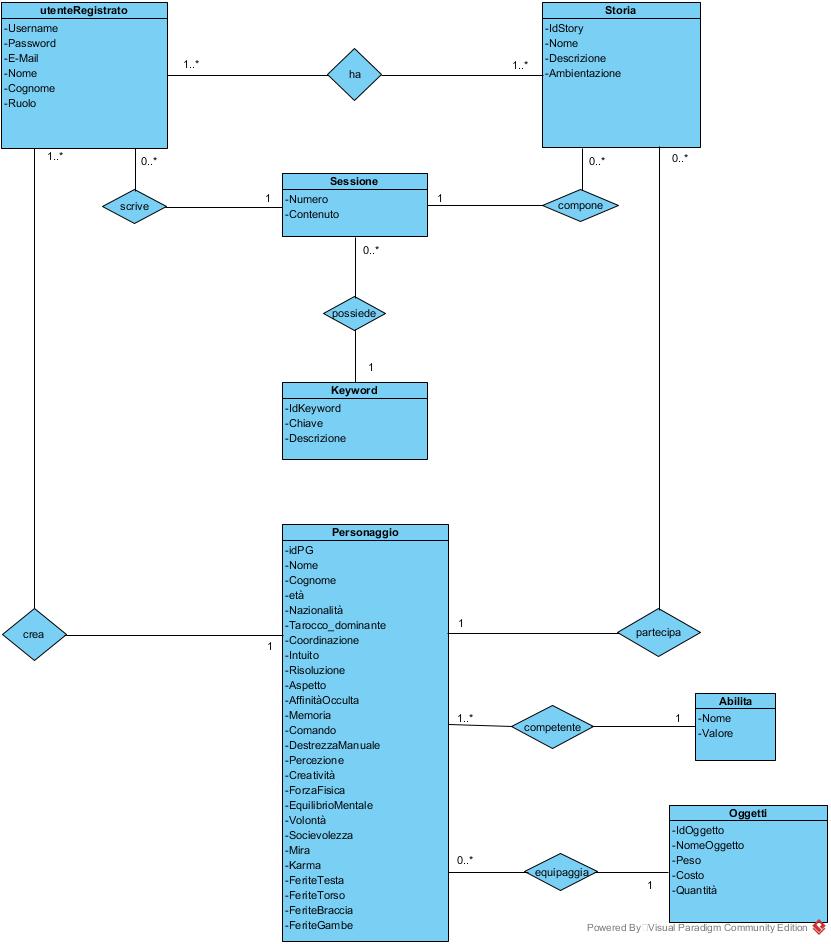 utenteRegistrato
-Username
-Password
-E-Mail
-Nome
-Cognome
-Ruolo
Storia
-IdStory
-Nome
-Descrizione
-Ambientazione
1..*
ha
1..*
1..*
0..*
0..*
0..*
scrive
1
Sessione
-Numero
-Contenuto
1
compone
0..*
possiede
1
Keyword
-IdKeyword
-Chiave
-Descrizione
crea
1
Personaggio
-idPG
-Nome
-Cognome
-età
-Nazionalità
-Tarocco_dominante
-Coordinazione
-Intuito
-Risoluzione
-Aspetto
-AffinitàOcculta
-Memoria
-Comando
-DestrezzaManuale
-Percezione
-Creatività
-ForzaFisica
-EquilibrioMentale
-Volontà
-Socievolezza
-Mira
-Karma
-FeriteTesta
-FeriteTorso
-FeriteBraccia
-FeriteGambe
1
partecipa
1..*
competente
1
Abilita
-Nome
-Valore
0..*
equipaggia
1
Oggetti
-IdOggetto
-NomeOggetto
-Peso
-Costo
-Quantità
Powered By Visual Paradigm Community Edition